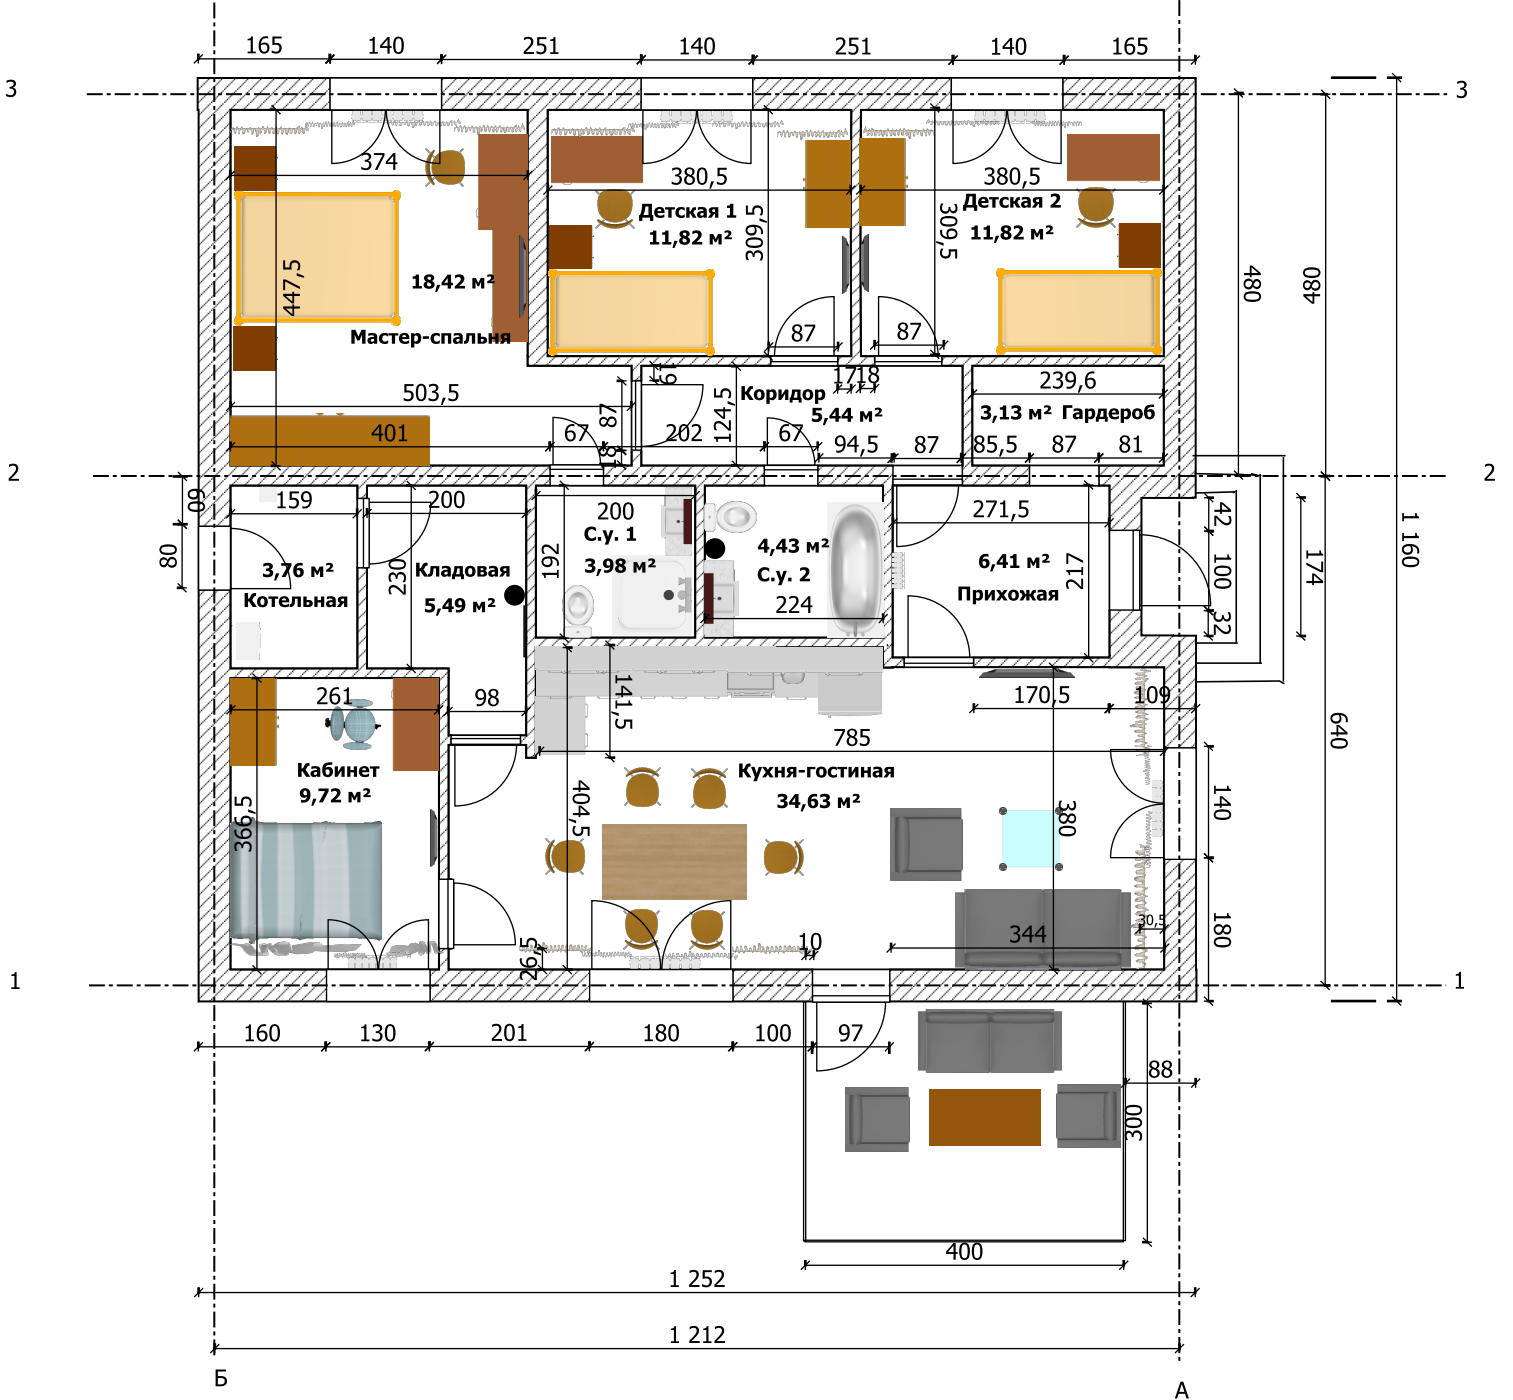 165 140 251 140 251 140 165
3 3
374 380,5 380,5
Детская 1
11,82 м²
309,5
Детская 2
11,82 м²
309,5
18,42 м²
447,5
480 480
Мастер-спальня
87 87
503,5
19
1718
239,6
Коридор
5,44 м²
124,5
3,13 м² Гардероб
87
401 67 18 202 67 94,5 87 85,5 87 81
2 2
60
159 200 200 271,5
42
1 160
С.у. 1
3,98 м²
192
4,43 м²
С.у. 2
224
6,41 м²
Прихожая
217
100
174
32
80
3,76 м²
Котельная
230
Кладовая
5,49 м²
261 98
141,5
170,5 109
640
785
Кабинет
9,72 м²
Кухня-гостиная
34,63 м²
366,5
404,5
380
140
180
30,5
344
10
26,5
1 1
160 130 201 180 100 97
88
300
400
1 252
1 212
Б А